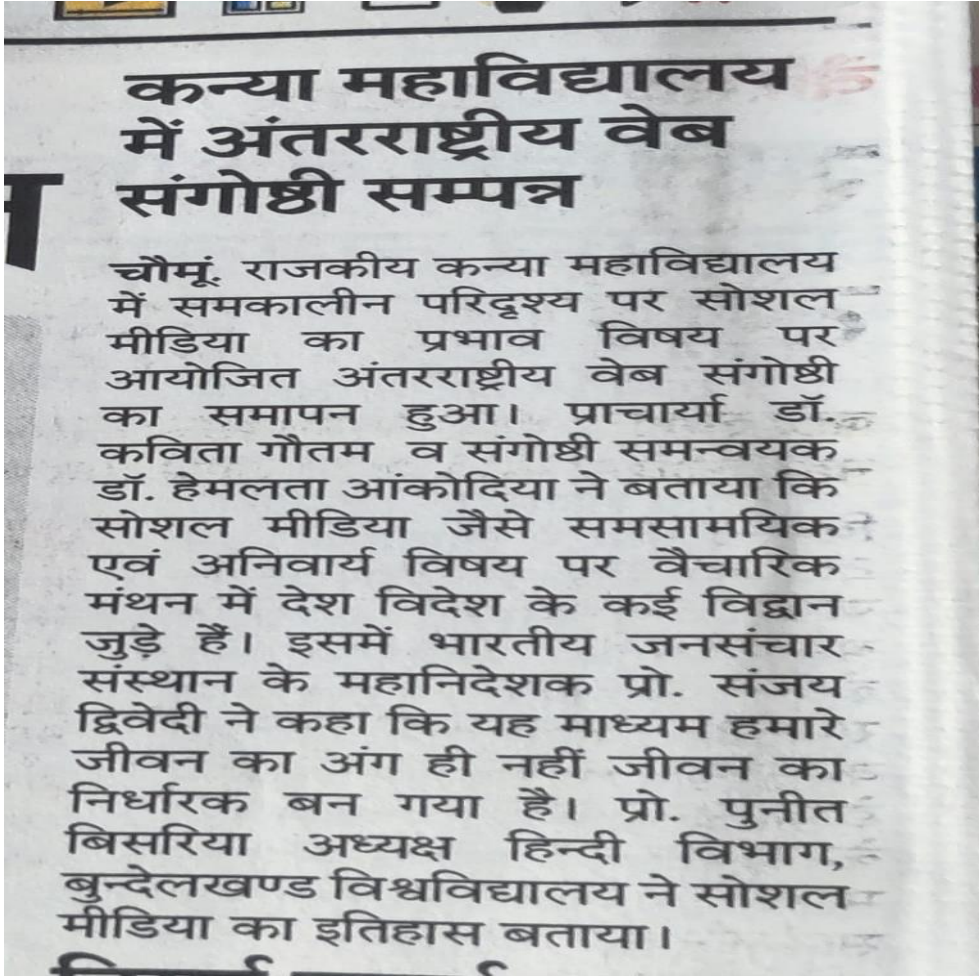 कन्या महाविद्यालय
में अंतरराष्ट्रीय वेब
संगोष्ठी सम्पन्न
चौमूं. राजकीय कन्या महाविद्यालय
में समकालीन परिदृश्य पर सोशल
मीडिया का प्रभाव विषय पर
आयोजित अंतरराष्ट्रीय वेब संगोष्ठी
का समापन हुआ। प्राचार्या डॉ.
कविता गौतम व संगोष्ठी समन्वयक
डॉ. हेमलता आंकोदिया ने बताया कि
सोशल मीडिया जैसे समसामयिक
एवं अनिवार्य विषय पर वैचारिक
मंथन में देश विदेश के कई विद्वान
जुड़े हैं। इसमें भारतीय जनसंचार
संस्थान के महानिदेशक प्रो. संजय
द्विवेदी ने कहा कि यह माध्यम हमारे
जीवन का अंग ही नहीं जीवन का
निर्धारक बन गया है। प्रो. पुनीत
बिसरिया अध्यक्ष हिन्दी विभाग,
बुन्देलखण्ड विश्वविद्यालय ने सोशल
मीडिया का इतिहास बताया।